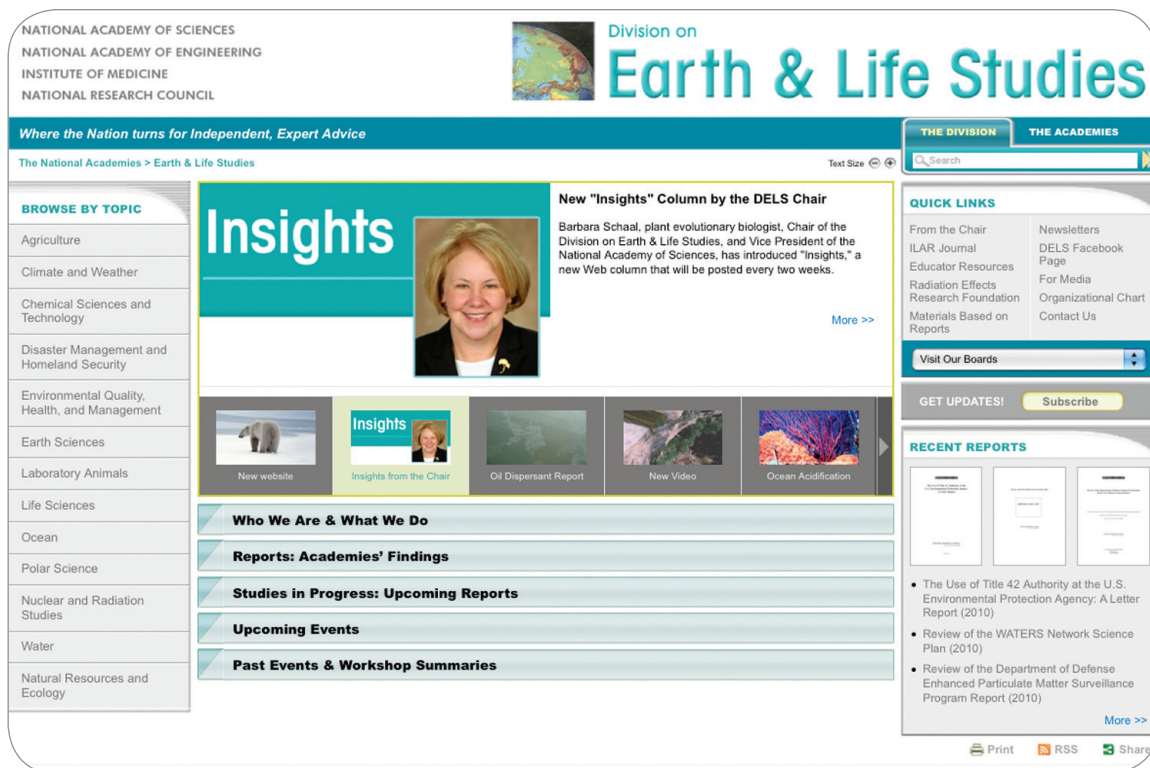 NATIONAL ACADEMY OF SCIENCES
NATIONAL ACADEMY OF ENGINEERING
INSTITUTE OF MEDICINE
NATIONAL RESEARCH COUNCIL
Division on
Earth & Life Studies
Where the Nation turns for Independent, Expert Advice
THE DIVISION
THE ACADEMIES
The National Academies > Earth & Life Studies
Text Size
Search
BROWSE BY TOPIC
Agriculture
Climate and Weather
Chemical Sciences and
Technology
Disaster Management and
Homeland Security
Environmental Quality,
Health, and Management
Earth Sciences
Laboratory Animals
Life Sciences
Ocean
Polar Science
Nuclear and Radiation
Studies
Water
Natural Resources and
Ecology
Insights
New "Insights" Column by the DELS Chair
Barbara Schaal, plant evolutionary biologist, Chair of the
Division on Earth & Life Studies, and Vice President of the
National Academy of Sciences, has introduced "Insights," a
new Web column that will be posted every two weeks.
More >>
New website
Insights
Insights from the Chair
Oil Dispersant Report
New Video
Ocean Acidification
Who We Are & What We Do
Reports: Academies' Findings
Studies in Progress: Upcoming Reports
Upcoming Events
Past Events & Workshop Summaries
QUICK LINKS
From the Chair
ILAR Journal
Educator Resources
Radiation Effects
Research Foundation
Materials Based on
Reports
Newsletters
DELS Facebook
Page
For Media
Organizational Chart
Contact Us
Visit Our Boards
GET UPDATES!
Subscribe
RECENT REPORTS
The Use of Title 42 Authority at the U.S.
Environmental Protection Agency: A Letter
Report (2010)
Review of the WATERS Network Science
Plan (2010)
Review of the Department of Defense
Enhanced Particulate Matter Surveillance
Program Report (2010)
More >>
Print
RSS
Share